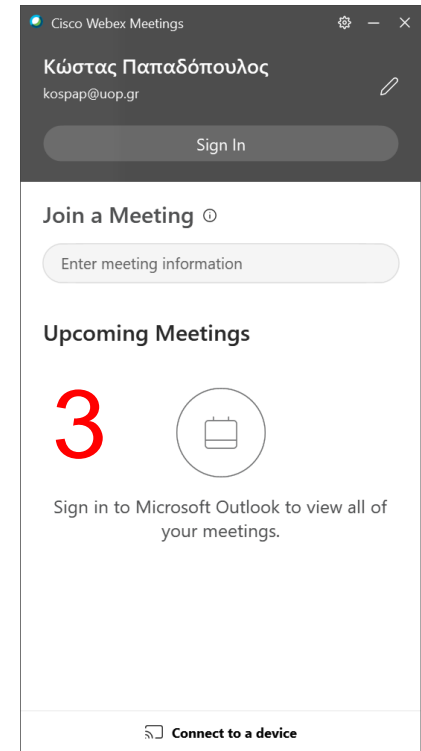 Cisco Webex Meetings
Κώστας Παπαδόπουλος
kospap@uop.gr
Sign In
Join a Meeting
Enter meeting information
Upcoming Meetings
3
Sign in to Microsoft Outlook to view all of
your meetings.
Connect to a device